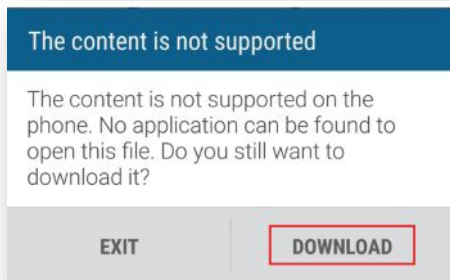 The content is not supported
The content is not supported on the
phone. No application can be found to
open this file. Do you still want to
download it?
EXIT
DOWNLOAD